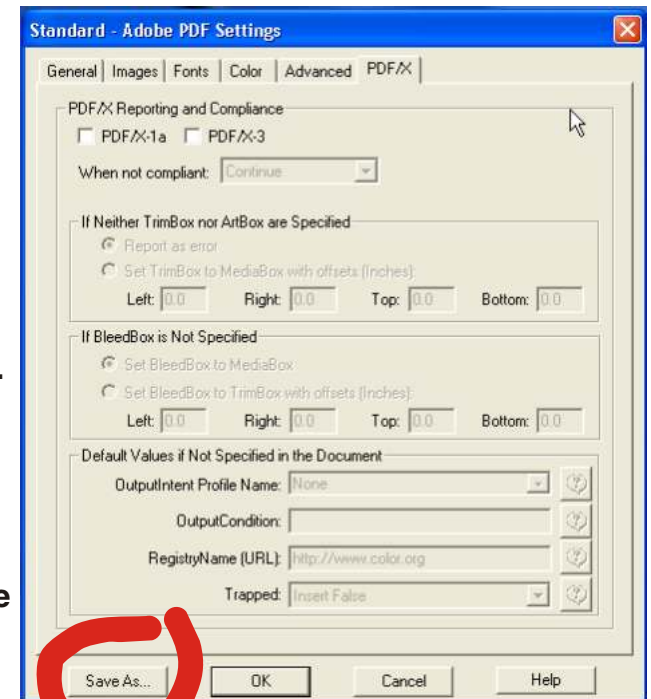 Standard - Adobe PDF Settings
General Images Fonts Color Advanced PDF/X
PDF/X Reporting and Compliance
PDF/X-1a PDF/X-3
When not compliant: Continue
If Neither TrimBox nor ArtBox are Specified
Report as error
Set TrimBox to MediaBox with offsets (Inches):
Left: 0.0 Right: 0.0 Top: 0.0 Bottom: 0.0
If BleedBox is Not Specified
Set BleedBox to MediaBox
Set BleedBox to TrimBox with offsets (Inches):
Left: 0.0 Right: 0.0 Top: 0.0 Bottom: 0.0
Default Values if Not Specified in the Document
OutputIntent Profile Name: None
OutputCondition:
RegistryName (URL): http://www.color.org
Trapped: Insert False
Save As... OK Cancel Help